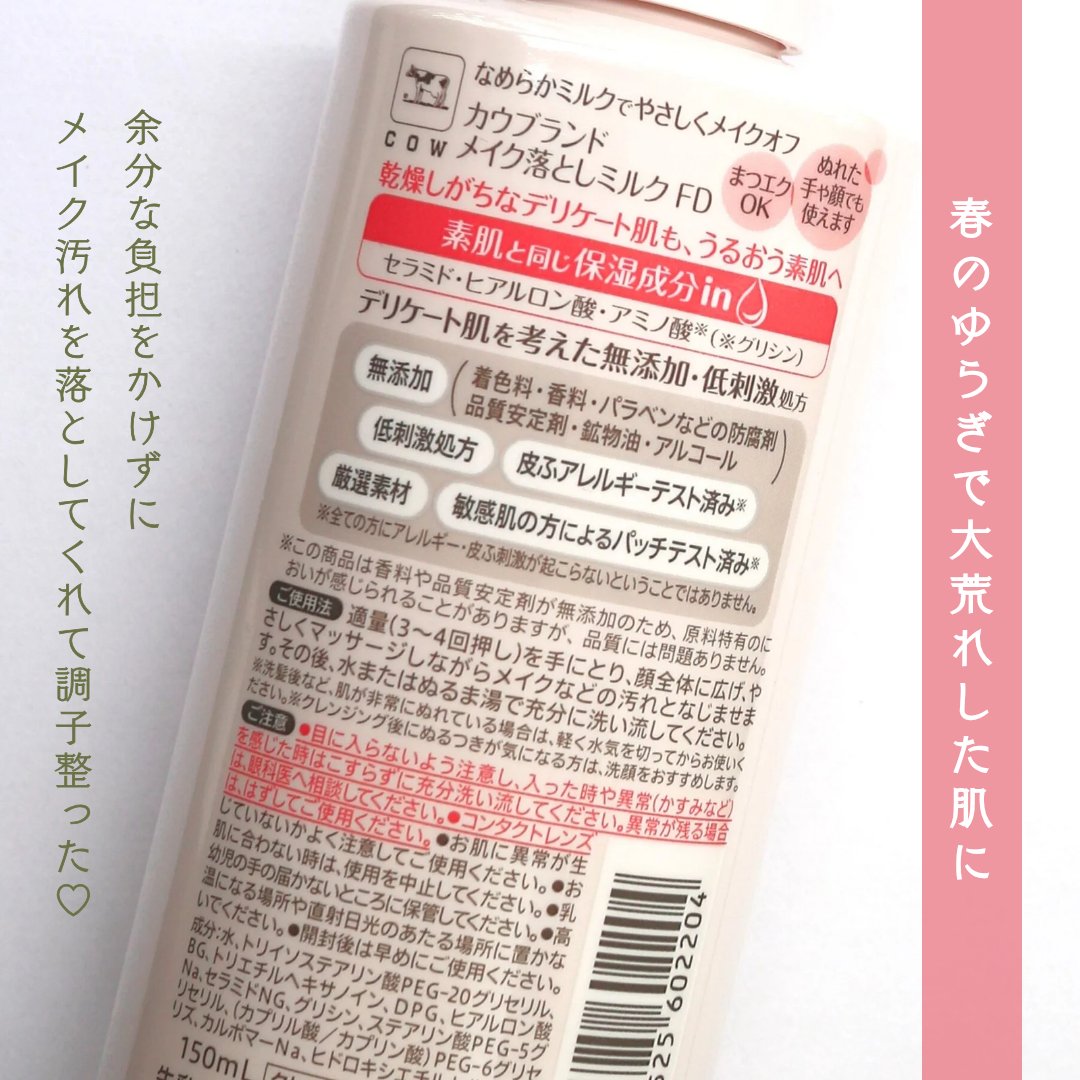 春のゆうぎで大荒れした肌に
余分な負担をかけずに
メイク汚れを落としてくれて調子整った♡
COW
なめらかミルクでやさしくメイクオフ
カウブランド
メイク落としミルク FD
まつエク
OK
ぬれた
手や顔でも
使えます
乾燥しがちなデリケート肌も、うるおう素肌へ
素肌と同じ保湿成分in
セラミド・ヒアルロン酸・アミノ酸※(※グリシン)
デリケート肌を考えた無添加・低刺激処方
無添加
(着色料・香料・パラベンなどの防腐剤
品質安定剤・鉱物油・アルコール)
低刺激処方
皮ふアレルギーテスト済み※
厳選素材
敏感肌の方によるパッチテスト済み※
※全ての方にアレルギー・皮ふ刺激が起こらないということではありません。
※この商品は香料や品質安定剤が無添加のため、原料特有のに
おいが感じられることがありますが、品質には問題ありません。
ご使用法 適量(3〜4回押し)を手にとり、顔全体に広げ、や
さしくマッサージしながらメイクなどの汚れとなじませま
す。その後、水またはぬるま湯で充分に洗い流してください。
※洗髪後など、肌が非常にぬれている場合は、軽く水気を切ってからお使いく
ださい。※クレンジング後にぬるつきが気になる方は、洗顔をおすすめします。
ご注意 ●目に入らないよう注意し、入った時や異常(かすみなど)
を感じた時はこすらずに充分洗い流してください。異常が残る場合
は、眼科医へ相談してください。●コンタクトレンズ
は、はずしてご使用ください。●お肌に異常が生
じていないかよく注意してご使用ください。●お
肌に合わない時は、使用を中止してください。●乳
幼児の手の届かないところに保管してください。●高
温になる場所や直射日光のあたる場所に置かな
いでください。●開封後は早めにご使用ください。
成分:水、トリイソステアリン酸PEG-20グリセリル、
BG、トリエチルヘキサノイン、DPG、ヒアルロン酸
Na、セラミドNG、グリシン、ステアリン酸PEG-5グ
リセリル、(カプリル酸/カプリン酸)PEG-6グリセ
リズ、カルボマーNa、ヒドロキシエチル
150mL
525 602204